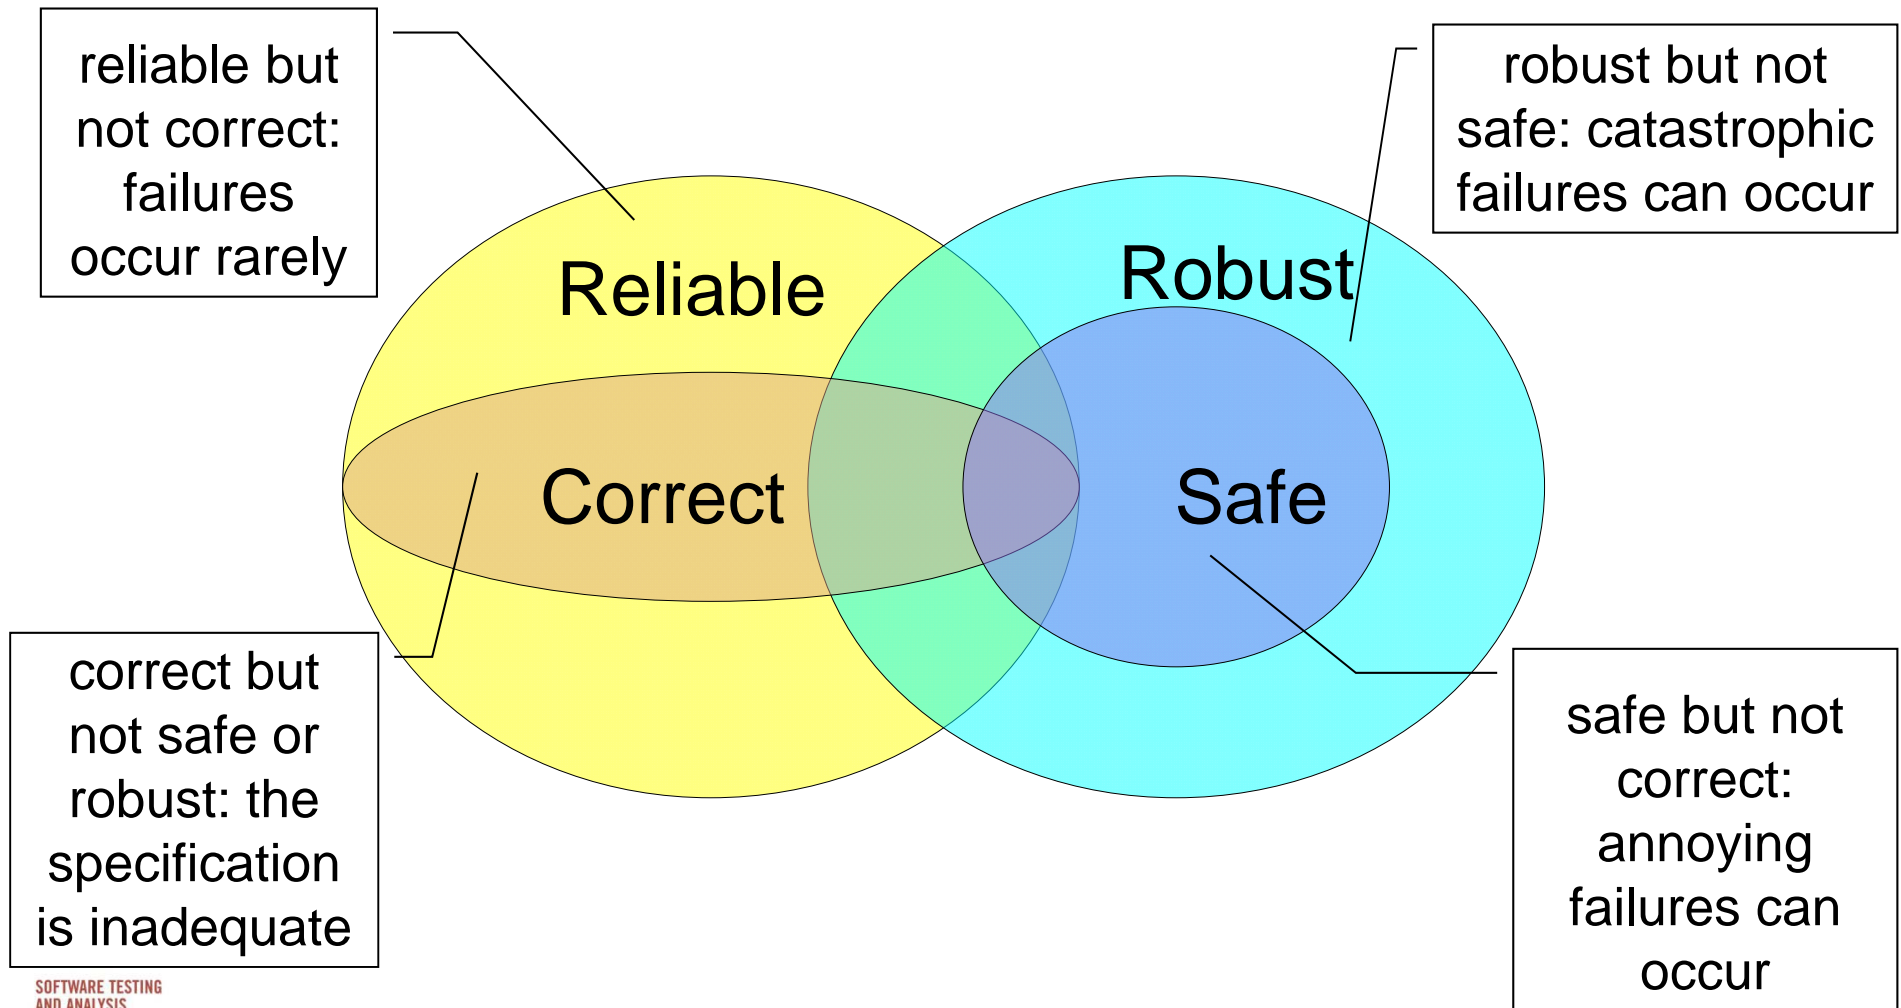 reliable but
not correct:
failures
occur rarely
robust but not
safe: catastrophic
failures can occur
Reliable
Robust
Correct
Safe
correct but
not safe or
robust: the
specification
is inadequate
safe but not
correct:
annoying
failures can
occur
SOFTWARE TESTING
AND ANALYSIS